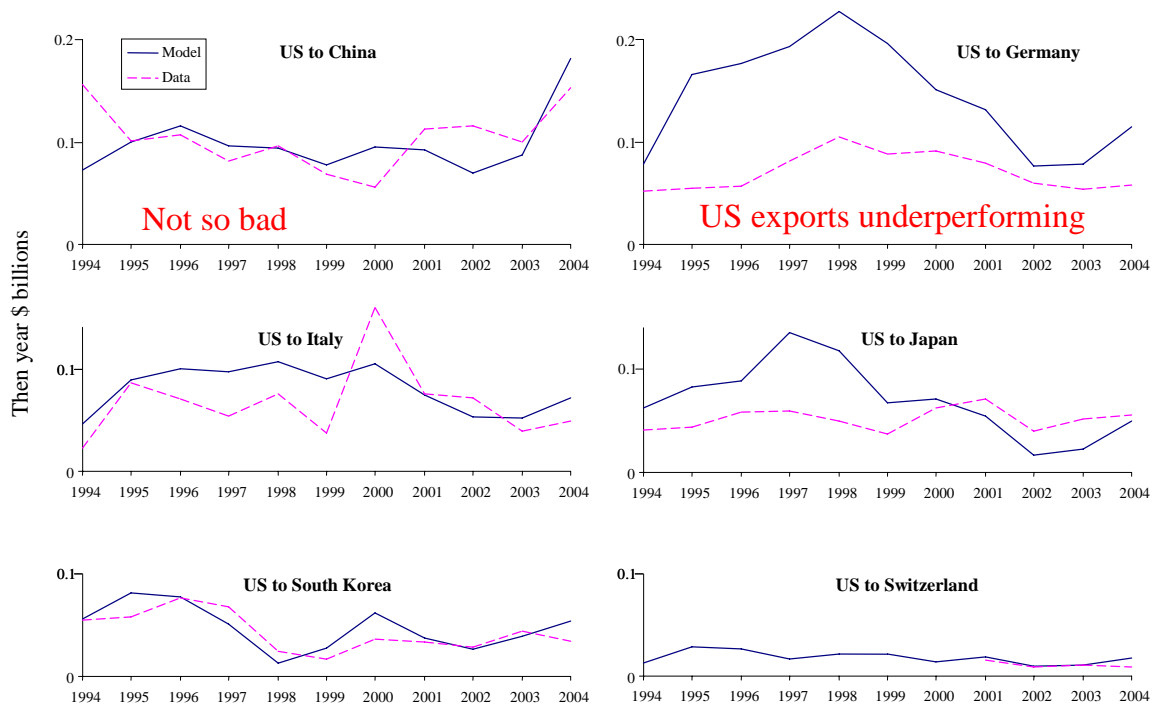 Then year $ billions
US to China
Model
Data
0.2
0.1
0
Not so bad
1994 1995 1996 1997 1998 1999 2000 2001 2002 2003 2004
US to Germany
0.2
0.1
0
US exports underperforming
1994 1995 1996 1997 1998 1999 2000 2001 2002 2003 2004
US to Italy
0.1
0
1994 1995 1996 1997 1998 1999 2000 2001 2002 2003 2004
US to Japan
0.1
0
1994 1995 1996 1997 1998 1999 2000 2001 2002 2003 2004
US to South Korea
0.1
0
1994 1995 1996 1997 1998 1999 2000 2001 2002 2003 2004
US to Switzerland
0.1
0
1994 1995 1996 1997 1998 1999 2000 2001 2002 2003 2004